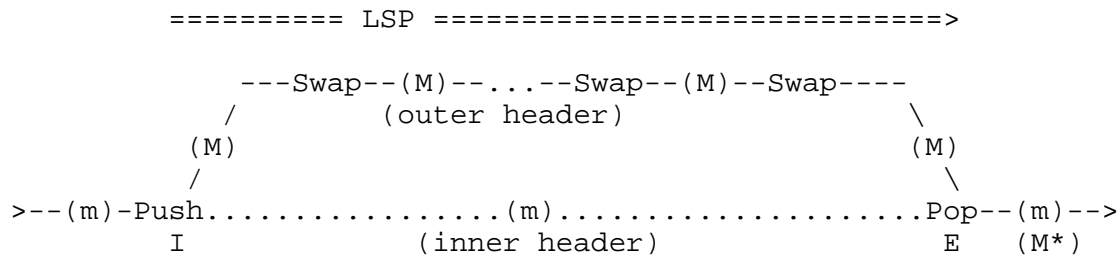 ========== LSP =============================>
---Swap--(M)--...--Swap--(M)--Swap----
/ (outer header) \
(M) (M)
/ \
>--(m)-Push.................(m).....................Pop--(m)-->
I (inner header) E (M*)